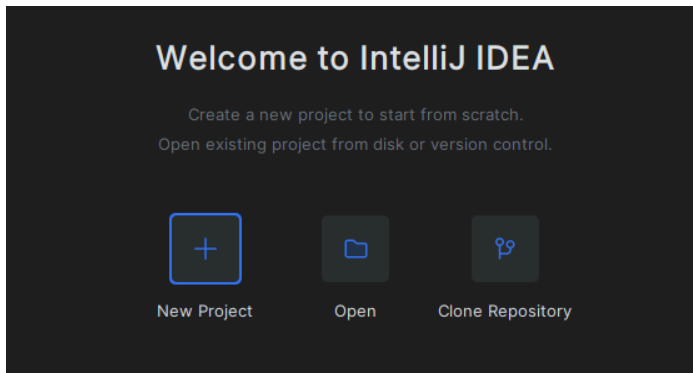 Welcome to IntelliJ IDEA
Create a new project to start from scratch.
Open existing project from disk or version control.
New Project
Open
Clone Repository